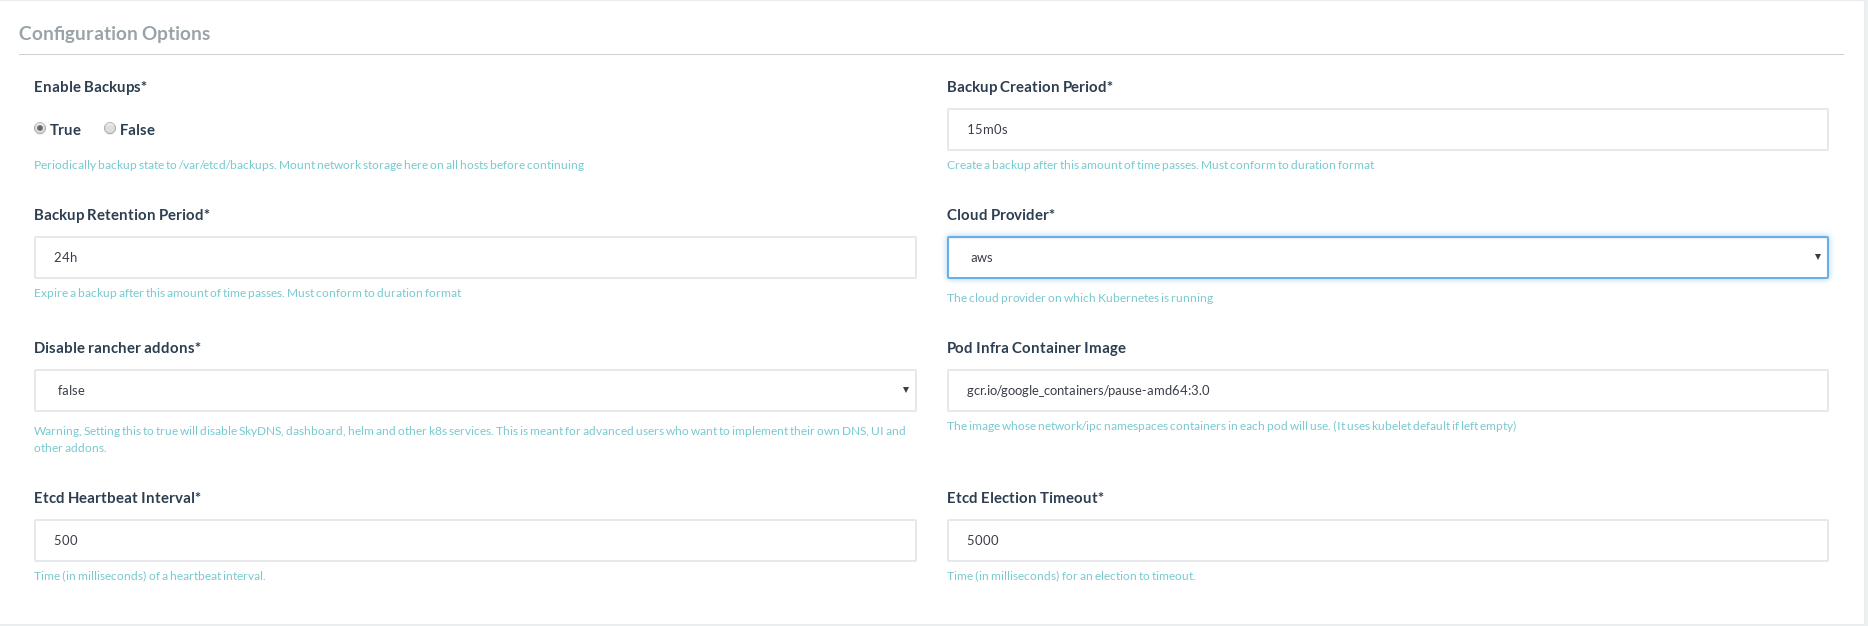 Configuration Options
Enable Backups*
True
False
Periodically backup state to /var/etcd/backups. Mount network storage here on all hosts before continuing
Backup Creation Period*
15m0s
Create a backup after this amount of time passes. Must conform to duration format
Backup Retention Period*
24h
Expire a backup after this amount of time passes. Must conform to duration format
Cloud Provider*
aws
The cloud provider on which Kubernetes is running
Disable rancher addons*
false
Warning, Setting this to true will disable SkyDNS, dashboard, helm and other k8s services. This is meant for advanced users who want to implement their own DNS, UI and
other addons.
Pod Infra Container Image
gcr.io/google_containers/pause-amd64:3.0
The image whose network/ipc namespaces containers in each pod will use. (It uses kubelet default if left empty)
Etcd Heartbeat Interval*
500
Time (in milliseconds) of a heartbeat interval.
Etcd Election Timeout*
5000
Time (in milliseconds) for an election to timeout.